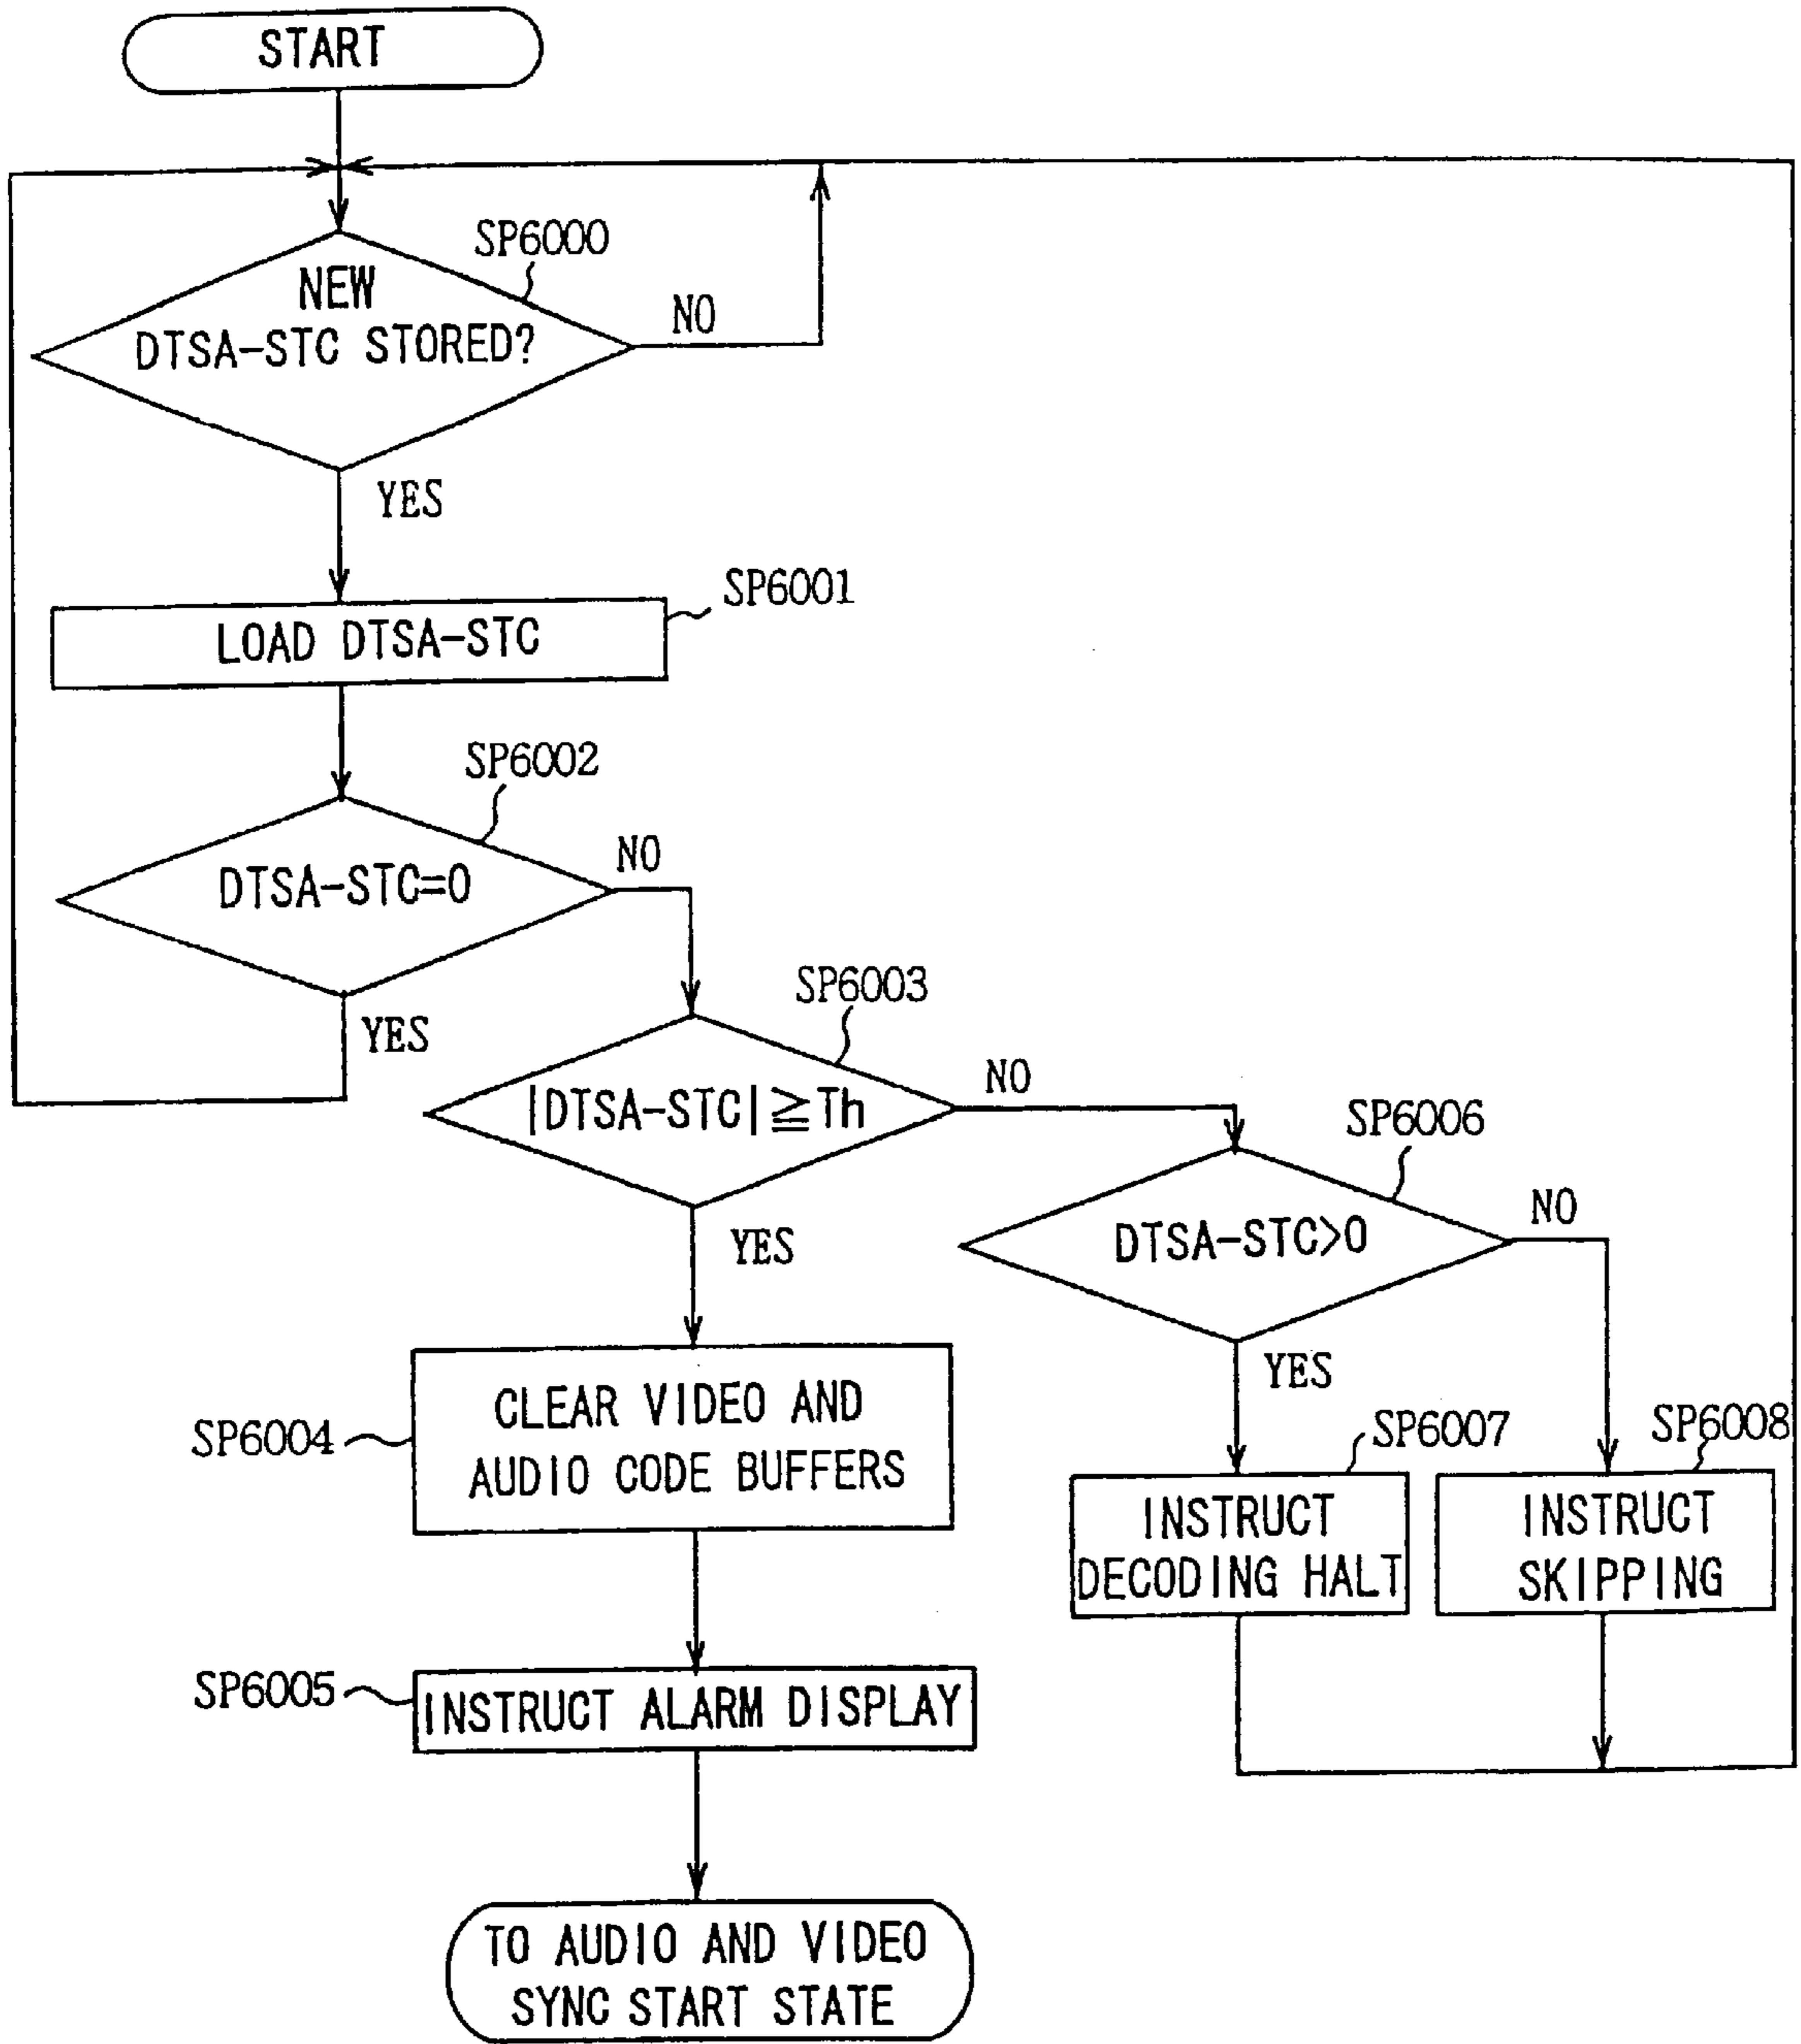 START
SP6000
NEW
DTSA-STC STORED?
NO
YES
SP6001
LOAD DTSA-STC
SP6002
DTSA-STC=0
NO
YES
SP6003
|DTSA-STC|≧Th
NO
YES
SP6006
DTSA-STC>0
NO
YES
SP6004
CLEAR VIDEO AND
AUDIO CODE BUFFERS
SP6007
INSTRUCT
DECODING HALT
SP6008
INSTRUCT
SKIPPING
SP6005
INSTRUCT ALARM DISPLAY
TO AUDIO AND VIDEO
SYNC START STATE